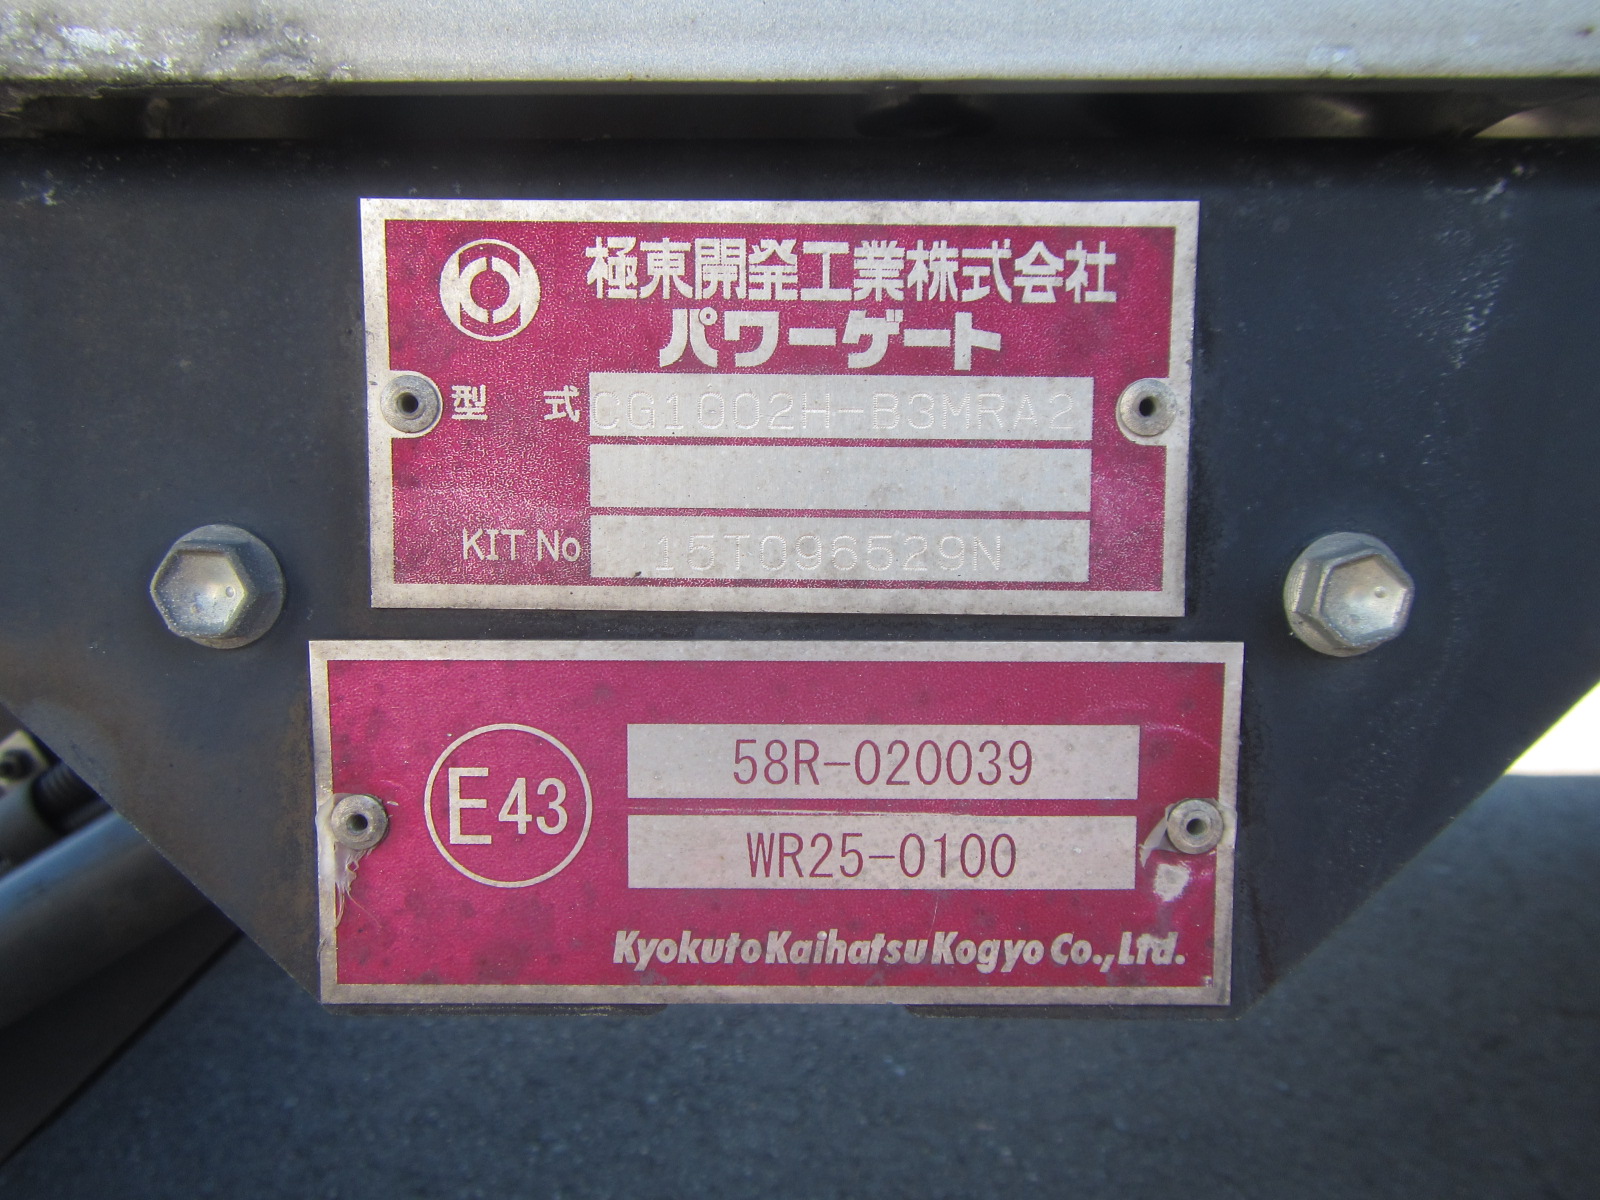 極東開発工業株式会社
パワーゲート
型式 CG1002H-B3MRA2
KIT No 15T096529N
E43
58R-020039
WR25-0100
Kyokuto Kaihatsu Kogyo Co., Ltd.